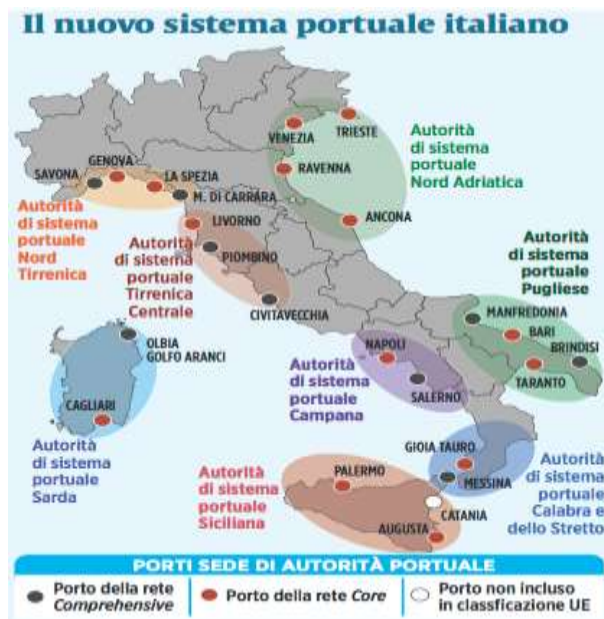 Il nuovo sistema portuale italiano
VENEZIA
TRIESTE
RAVENNA
ANCONA
Autorità
di sistema
portuale
Nord Adriatica
SAVONA
GENOVA
LA SPEZIA
M. DI CARRARA
Autorità
di sistema
portuale
Nord
Tirrenica
LIVORNO
PIOMBINO
CIVITAVECCHIA
Autorità
di sistema
portuale
Tirrenica
Centrale
Autorità
di sistema
portuale
Pugliese
MANFREDONIA
BARI
BRINDISI
TARANTO
OLBIA
GOLFO ARANCI
CAGLIARI
Autorità
di sistema
portuale
Sarda
NAPOLI
SALERNO
Autorità
di sistema
portuale
Campana
GIOIA TAURO
MESSINA
Autorità
di sistema
portuale
Calabra e
dello Stretto
PALERMO
CATANIA
AUGUSTA
Autorità
di sistema
portuale
Siciliana
PORTI SEDE DI AUTORITÀ PORTUALE
Porto della rete
Comprehensive
Porto della rete Core
Porto non incluso
in classficazione UE